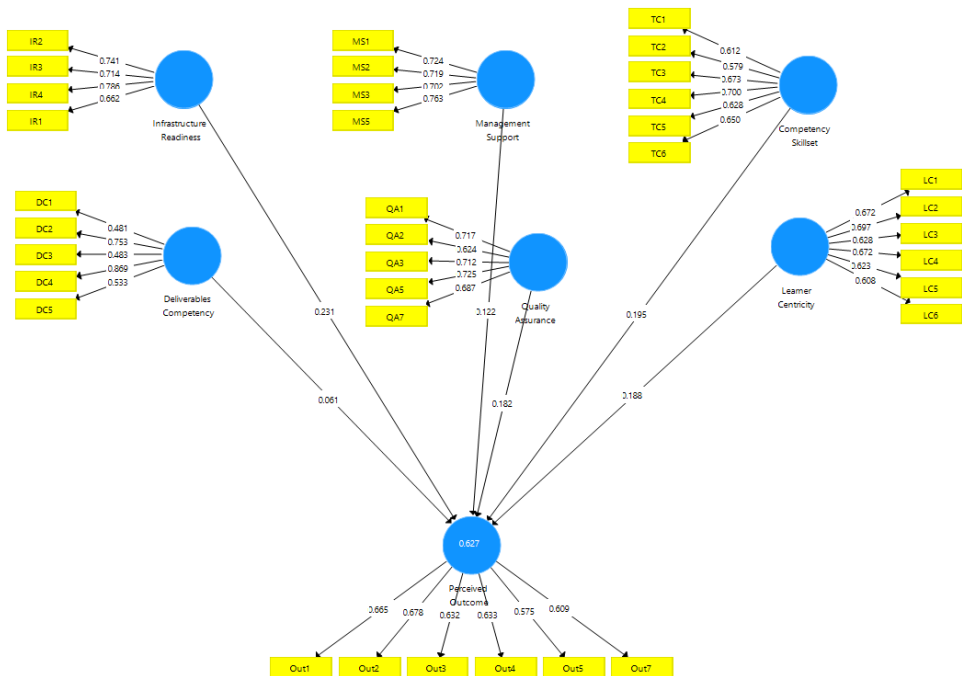 IR2
IR3
IR4
IR1
0.741
0.714
0.786
0.662
Infrastructure
Readiness
MS1
MS2
MS3
MS5
0.724
0.719
0.702
0.763
Management
Support
TC1
TC2
TC3
TC4
TC5
TC6
0.612
0.579
0.673
0.700
0.628
0.650
Competency
Skillset
DC1
DC2
DC3
DC4
DC5
0.481
0.753
0.483
0.869
0.533
Deliverables
Competency
QA1
QA2
QA3
QA5
QA7
0.717
0.624
0.712
0.725
0.687
Quality
Assurance
LC1
LC2
LC3
LC4
LC5
LC6
0.672
0.697
0.628
0.672
0.623
0.608
Learner
Centricity
0.231
0.122
0.195
0.061
0.182
0.188
0.627
Perceived
Outcome
0.665
0.678
0.632
0.633
0.575
0.609
Out1
Out2
Out3
Out4
Out5
Out7